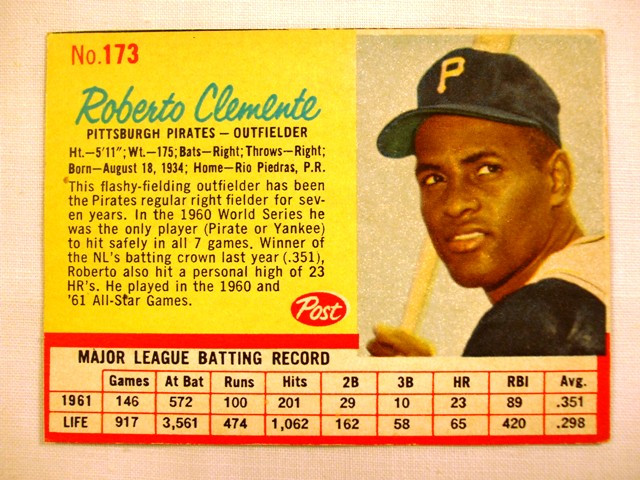 No.173
Roberto Clemente
PITTSBURGH PIRATES – OUTFIELDER
Ht.—5'11"; Wt.—175; Bats—Right; Throws—Right;
Born—August 18, 1934; Home—Rio Piedras, P.R.
This flashy-fielding outfielder has been
the Pirates regular right fielder for sev-
en years. In the 1960 World Series he
was the only player (Pirate or Yankee)
to hit safely in all 7 games. Winner of
the NL's batting crown last year (.351),
Roberto also hit a personal high of 23
HR's. He played in the 1960 and
'61 All-Star Games.
Post
P
MAJOR LEAGUE BATTING RECORD
Games At Bat Runs Hits 2B 3B HR RBI Avg.
1961 146 572 100 201 29 10 23 89 .351
LIFE 917 3,561 474 1,062 162 58 65 420 .298